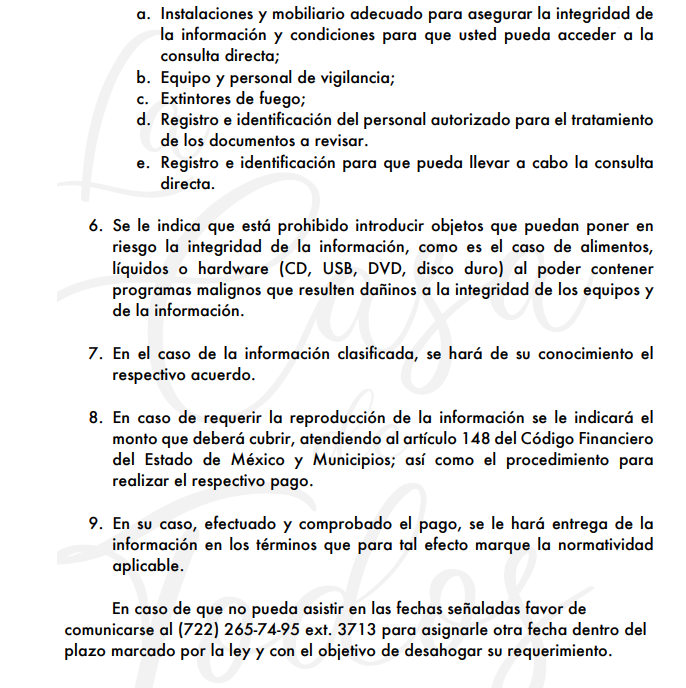 a. Instalaciones y mobiliario adecuado para asegurar la integridad de
la información y condiciones para que usted pueda acceder a la
consulta directa;
b. Equipo y personal de vigilancia;
c. Extintores de fuego;
d. Registro e identificación del personal autorizado para el tratamiento
de los documentos a revisar.
e. Registro e identificación para que pueda llevar a cabo la consulta
directa.
6. Se le indica que está prohibido introducir objetos que puedan poner en
riesgo la integridad de la información, como es el caso de alimentos,
líquidos o hardware (CD, USB, DVD, disco duro) al poder contener
programas malignos que resulten dañinos a la integridad de los equipos y
de la información.
7. En el caso de la información clasificada, se hará de su conocimiento el
respectivo acuerdo.
8. En caso de requerir la reproducción de la información se le indicará el
monto que deberá cubrir, atendiendo al artículo 148 del Código Financiero
del Estado de México y Municipios; así como el procedimiento para
realizar el respectivo pago.
9. En su caso, efectuado y comprobado el pago, se le hará entrega de la
información en los términos que para tal efecto marque la normatividad
aplicable.
En caso de que no pueda asistir en las fechas señaladas favor de
comunicarse al (722) 265-74-95 ext. 3713 para asignarle otra fecha dentro del
plazo marcado por la ley y con el objetivo de desahogar su requerimiento.
La
Casa
de
Todos